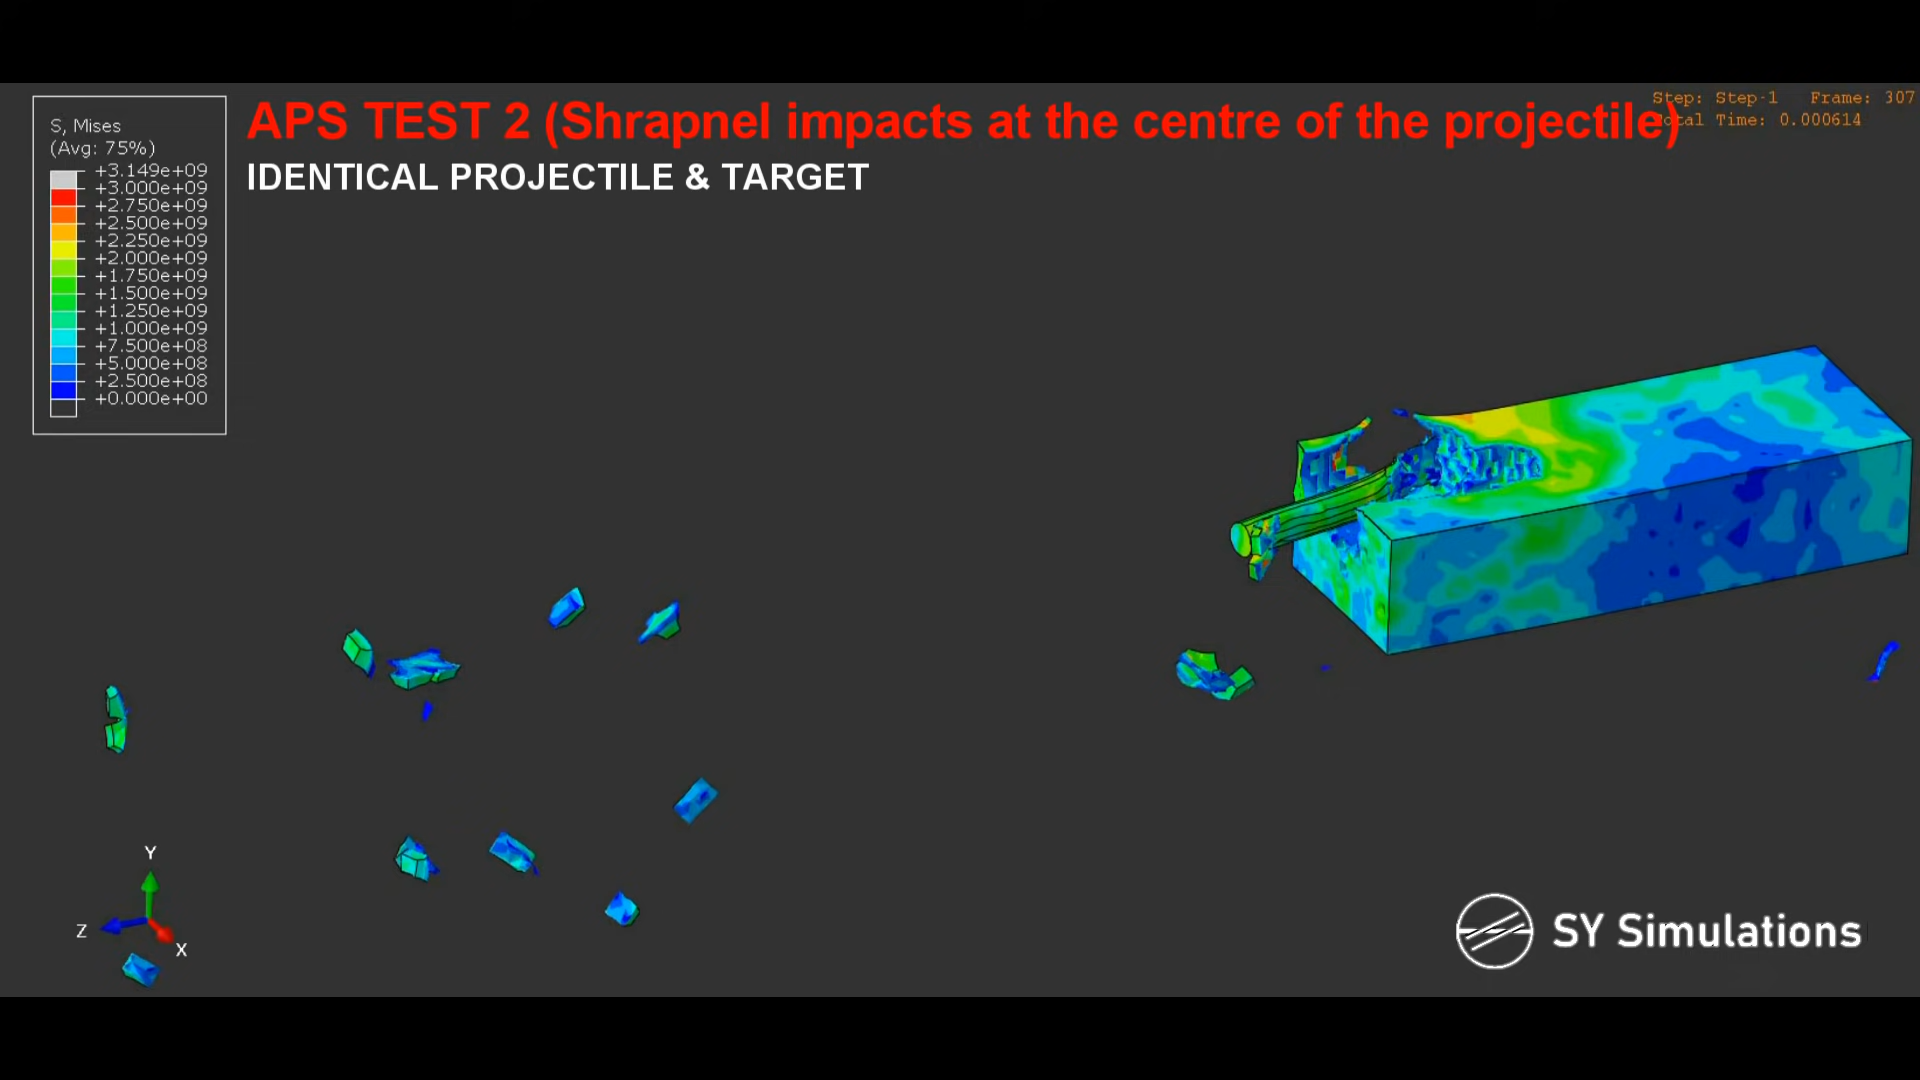 APS TEST 2 (Shrapnel impacts at the centre of the projectile)
IDENTICAL PROJECTILE & TARGET
Step: Step-1 Frame: 307
Total Time: 0.000614
S, Mises
(Avg: 75%)
+3.149e+09
+3.000e+09
+2.750e+09
+2.500e+09
+2.250e+09
+2.000e+09
+1.750e+09
+1.500e+09
+1.250e+09
+1.000e+09
+7.500e+08
+5.000e+08
+2.500e+08
+0.000e+00
Y
Z
X
SY Simulations